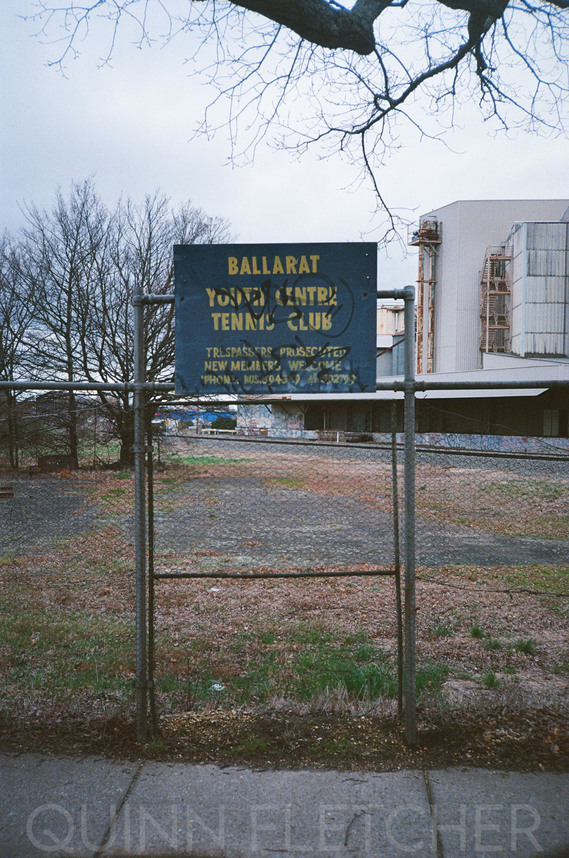 BALLARAT
YOUTH CENTRE
TENNIS CLUB
TRESPASSERS PROSECUTED
NEW MEMBERS WELCOME
'PHONE
QUINN FLETCHER